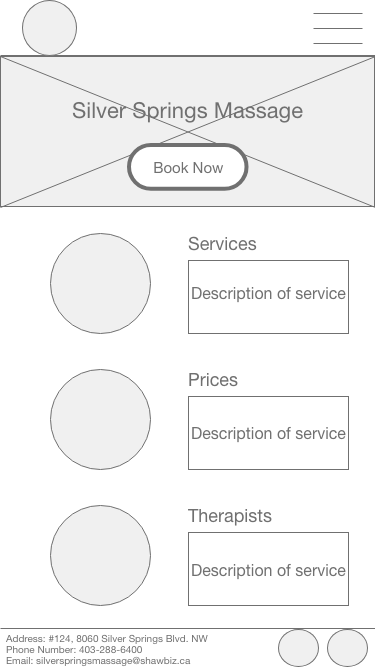 Silver Springs Massage
Book Now
Services
Description of service
Prices
Description of service
Therapists
Description of service
Address: #124, 8060 Silver Springs Blvd. NW
Phone Number: 403-288-6400
Email: silverspringsmassage@shawbiz.ca